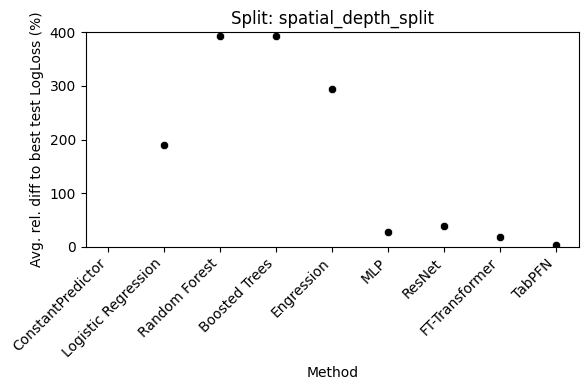 Split: spatial_depth_split
Avg. rel. diff to best test LogLoss (%)
400
300
200
100
0
ConstantPredictor
Logistic Regression
Random Forest
Boosted Trees
Engression
MLP
ResNet
FT-Transformer
TabPFN
Method